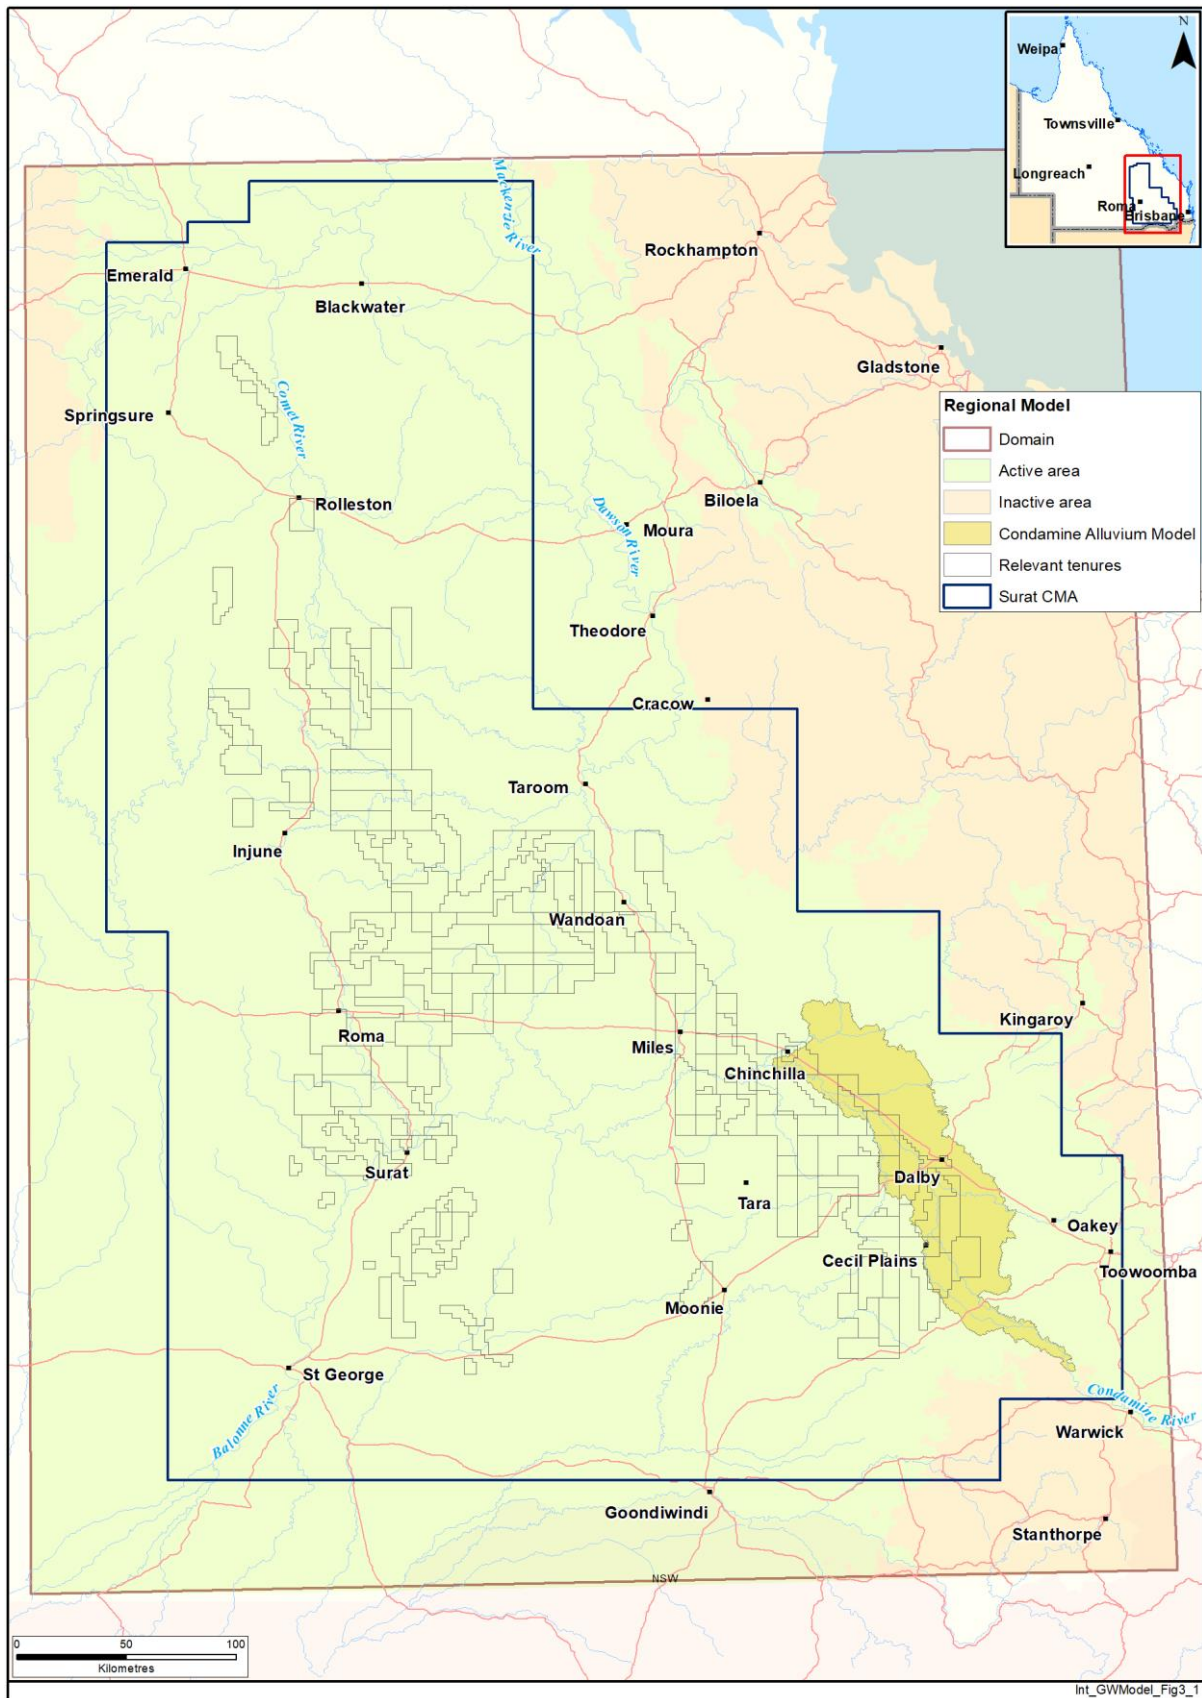 N
Weipa
Townsville
Longreach
Roma
Brisbane
Mackenzie River
Rockhampton
Emerald
Blackwater
Gladstone
Regional Model
Domain
Active area
Inactive area
Condamine Alluvium Model
Relevant tenures
Surat CMA
Springsure
Comet River
Rolleston
Biloela
Dawson River
Moura
Theodore
Cracow
Taroom
Injune
Wandoan
Roma
Miles
Kingaroy
Chinchilla
Surat
Dalby
Tara
Oakey
Cecil Plains
Toowoomba
Moonie
St George
Balonne River
Condamine River
Warwick
Goondiwindi
Stanthorpe
NSW
0 50 100
Kilometres
Int_GWModel_Fig3_1